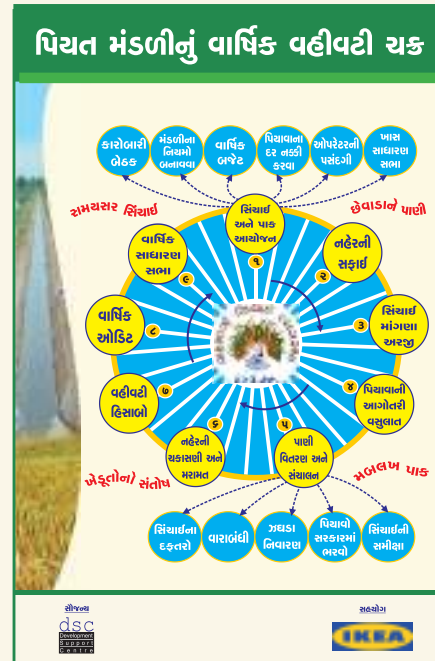 પિયત મંડળીનું વાર્ષિક વહીવટી ચક્ર
કારોબારી
બેઠક
મંડળીના
નિયમો
બનાવવા
વાર્ષિક
બજેટ
પિયાવાના
દર નક્કી
કરવા
ઓપરેટરની
પસંદગી
ખાસ
સાધારણ
સભા
સમયસર સિંચાઈ
છેવાડાને પાણી
સિંચાઈ
અને પાક
આયોજન
૧
નહેરની
સફાઈ
૨
સિંચાઈ
માંગણા
અરજી
૩
પિયાવાની
આગોતરી
વસુલાત
૪
પાણી
વિતરણ અને
સંચાલન
૫
નહેરની
ચકાસણી અને
મરામત
૬
વહીવટી
હિસાબો
૭
વાર્ષિક
ઓડિટ
૮
વાર્ષિક
સાધારણ
સભા
૯
ખેડૂતોનો સંતોષ
મબલખ પાક
સિંચાઈના
દફતરો
વારાબંધી
ઝઘડા
નિવારણ
પિયાવો
સરકારમાં
ભરવો
સિંચાઈની
સમીક્ષા
સૌજન્ય
dsc
Development
Support
Centre
સહયોગ
IKEA